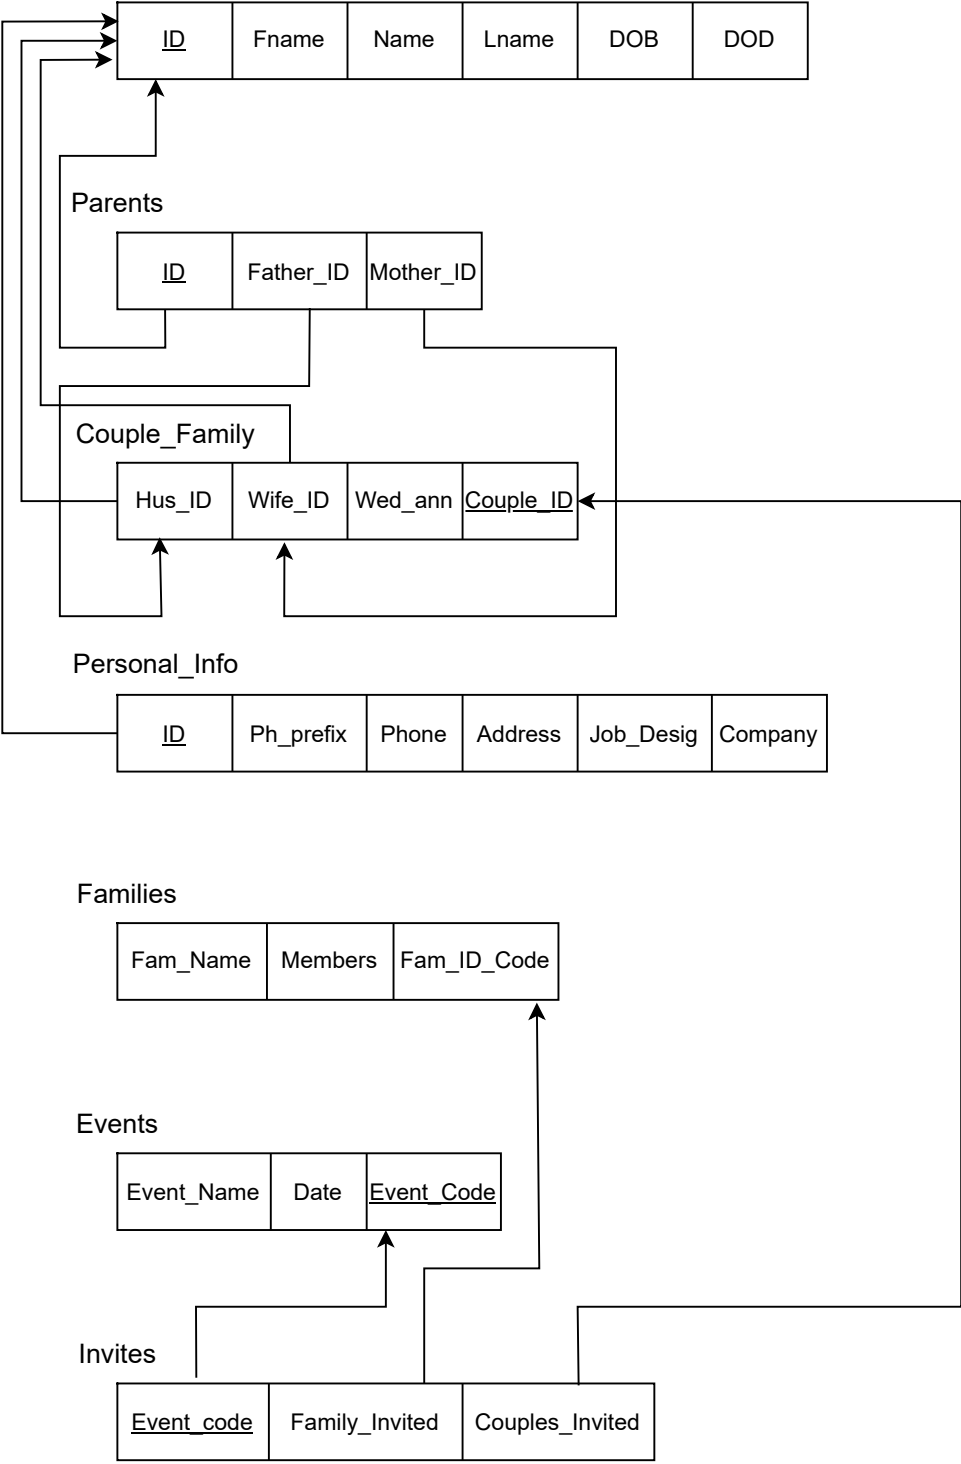 ID Fname Name Lname DOB DOD
Parents
ID Father_ID Mother_ID
Couple_Family
Hus_ID Wife_ID Wed_ann Couple_ID
Personal_Info
ID Ph_prefix Phone Address Job_Desig Company
Families
Fam_Name Members Fam_ID_Code
Events
Event_Name Date Event_Code
Invites
Event_code Family_Invited Couples_Invited